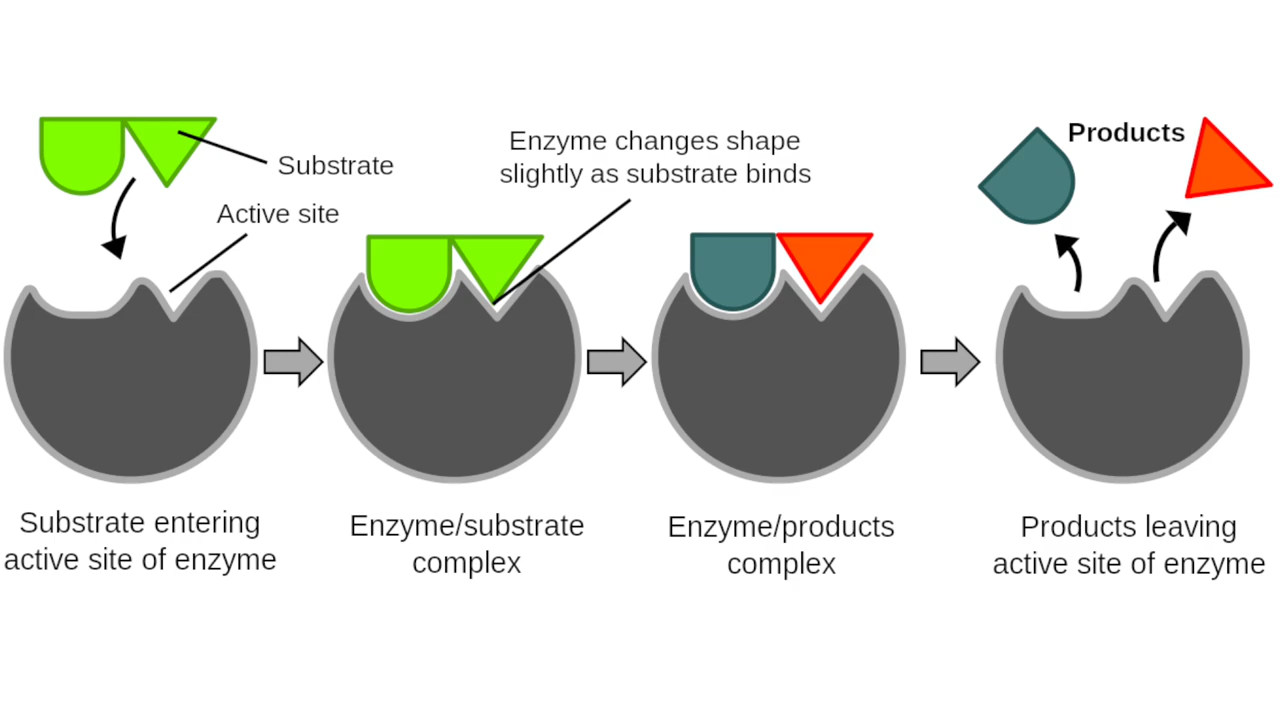 Substrate
Active site
Enzyme changes shape
slightly as substrate binds
Products
Substrate entering
active site of enzyme
Enzyme/substrate
complex
Enzyme/products
complex
Products leaving
active site of enzyme